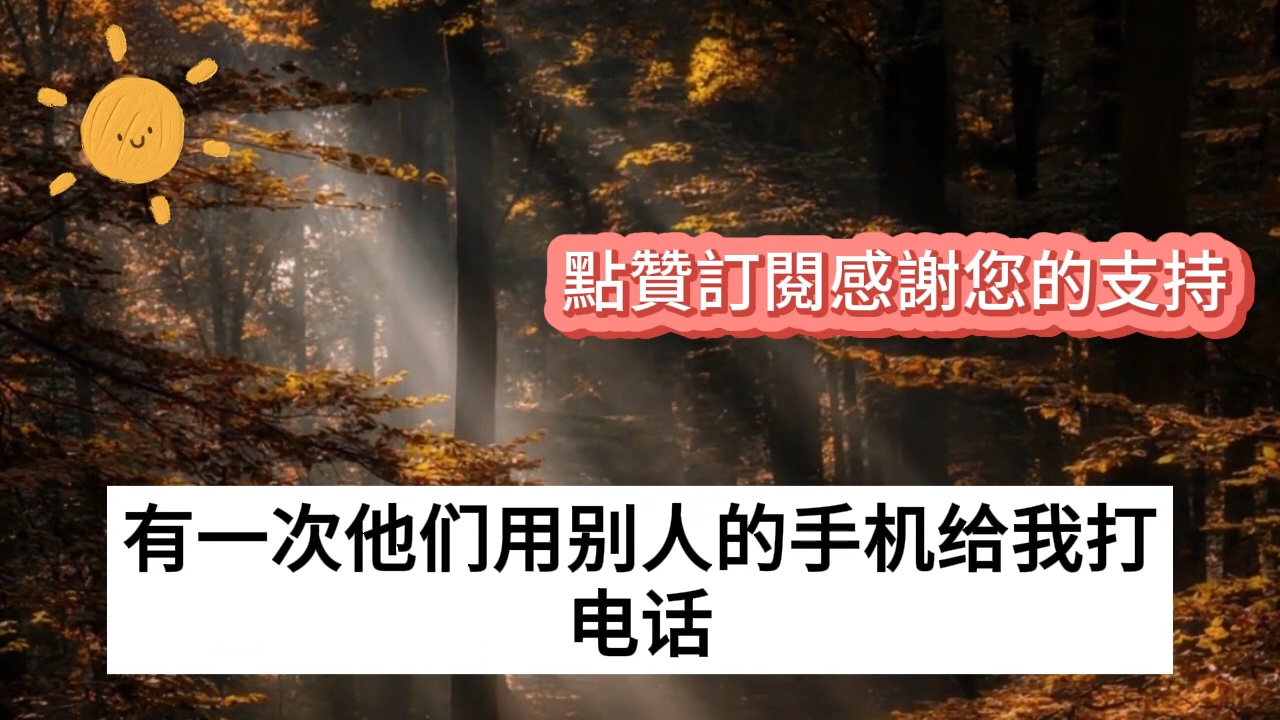 點贊訂閱感謝您的支持
有一次他们用别人的手机给我打
电话